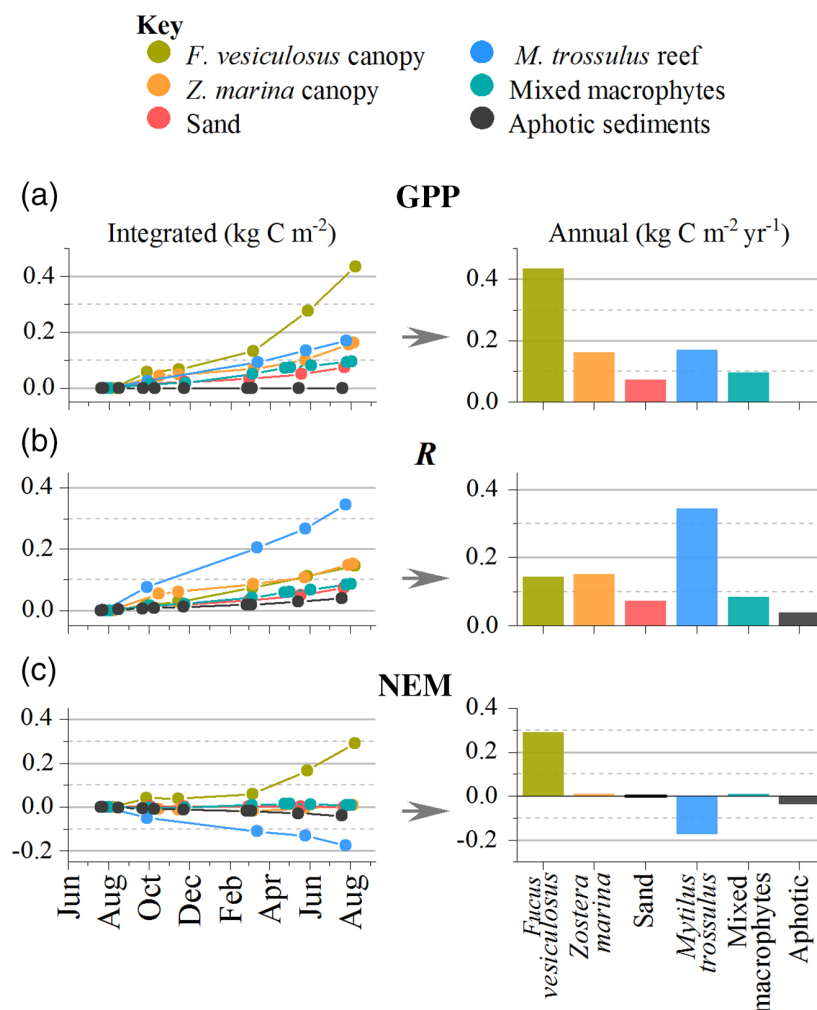 Key
F. vesiculosus canopy
M. trossulus reef
Z. marina canopy
Mixed macrophytes
Sand
Aphotic sediments
(a)
GPP
Integrated (kg C m⁻²)
Annual (kg C m⁻² yr⁻¹)
0.4
0.2
0.0
0.4
0.2
0.0
(b)
R
0.4
0.2
0.0
0.4
0.2
0.0
(c)
NEM
0.4
0.2
0.0
-0.2
0.4
0.2
0.0
-0.2
Jun
Aug
Oct
Dec
Feb
Apr
Jun
Aug
Fucus
vesiculosus
Zostera
marina
Sand
Mytilus
trossulus
Mixed
macrophytes
Aphotic